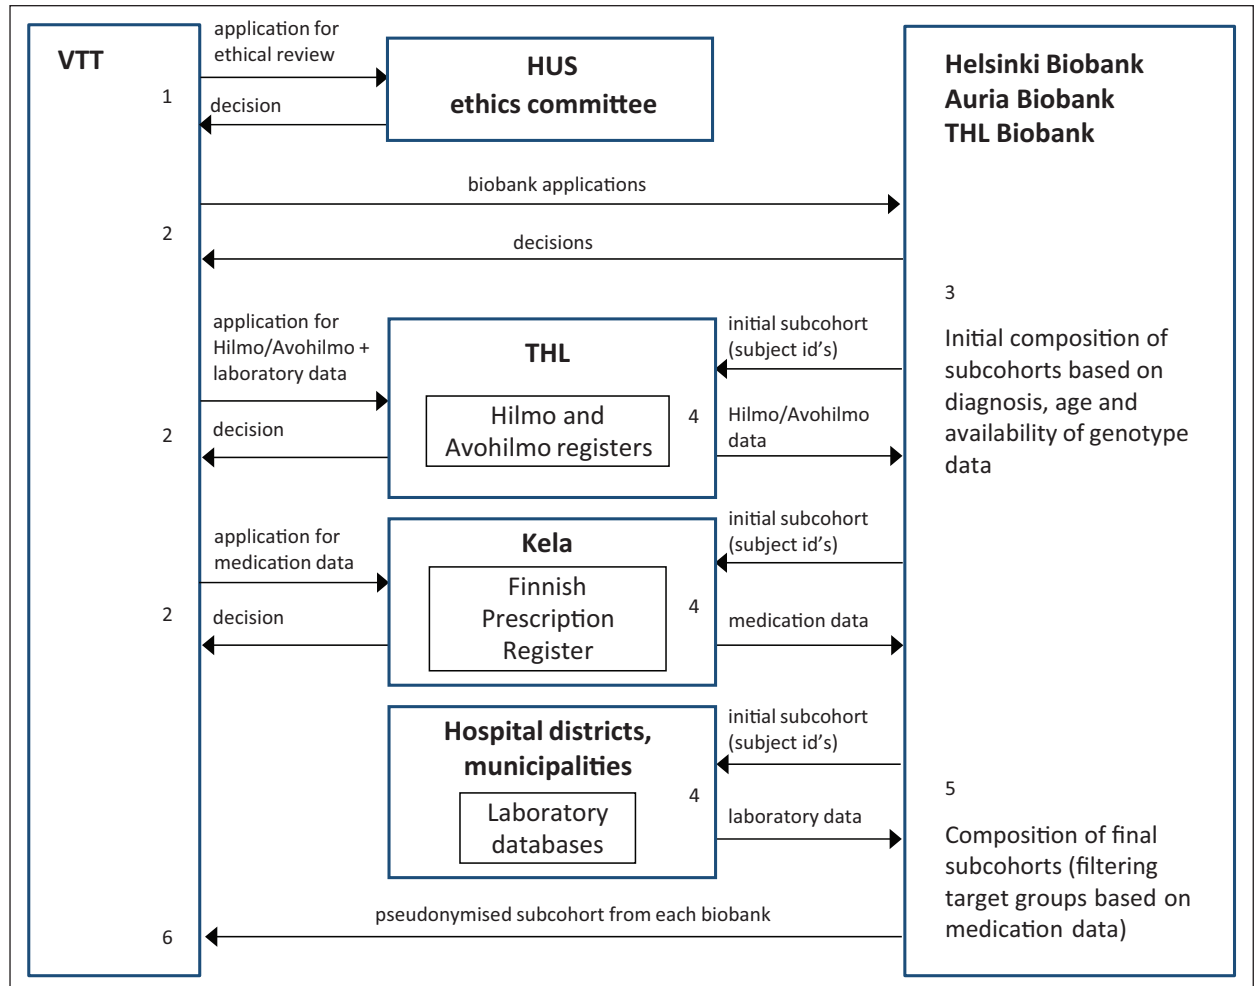 VTT
application for
ethical review
1
decision
HUS
ethics committee
Helsinki Biobank
Auria Biobank
THL Biobank
biobank applications
2
decisions
application for
Hilmo/Avohilmo +
laboratory data
2
decision
THL
Hilmo and
Avohilmo registers
4
initial subcohort
(subject id's)
Hilmo/Avohilmo
data
3
Initial composition of
subcohorts based on
diagnosis, age and
availability of genotype
data
application for
medication data
2
decision
Kela
Finnish
Prescription
Register
4
initial subcohort
(subject id's)
medication data
Hospital districts,
municipalities
Laboratory
databases
4
initial subcohort
(subject id's)
laboratory data
5
Composition of final
subcohorts (filtering
target groups based on
medication data)
pseudonymised subcohort from each biobank
6